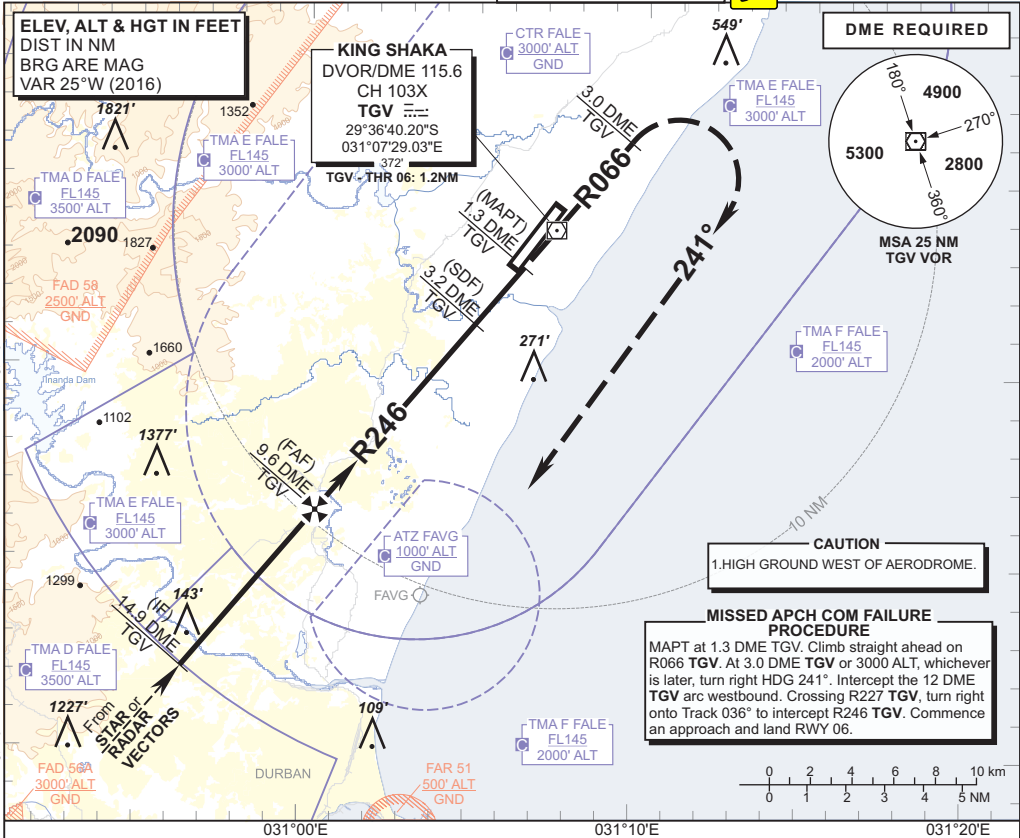 ELEV, ALT & HGT IN FEET
DIST IN NM
BRG ARE MAG
VAR 25°W (2016)
KING SHAKA
DVOR/DME 115.6
CH 103X
TGV
29°36'40.20"S
031°07'29.03"E
372'
TGV - THR 06: 1.2NM
C CTR FALE
3000' ALT
GND
549'
DME REQUIRED
180°
4900
270°
5300
2800
360°
MSA 25 NM
TGV VOR
1821'
1352
C TMA E FALE
FL145
3000' ALT
C TMA E FALE
FL145
3000' ALT
C TMA D FALE
FL145
3500' ALT
3.0 DME
TGV
R066
(MAPT)
1.3 DME
TGV
2090
1827
241°
(SDF)
3.2 DME
TGV
FAD 58
2500' ALT
GND
1660
271'
C TMA F FALE
FL145
2000' ALT
Inanda Dam
1102
1377'
R246
(FAF)
9.6 DME
TGV
C TMA E FALE
FL145
3000' ALT
10 NM
C ATZ FAVG
1000' ALT
GND
FAVG
CAUTION
1.HIGH GROUND WEST OF AERODROME.
1299
143'
(IF)
14.9 DME
TGV
MISSED APCH COM FAILURE
PROCEDURE
MAPT at 1.3 DME TGV. Climb straight ahead on
R066 TGV. At 3.0 DME TGV or 3000 ALT, whichever
is later, turn right HDG 241°. Intercept the 12 DME
TGV arc westbound. Crossing R227 TGV, turn right
onto Track 036° to intercept R246 TGV. Commence
an approach and land RWY 06.
C TMA D FALE
FL145
3500' ALT
1227'
From
STAR or
RADAR
VECTORS
109'
C TMA F FALE
FL145
2000' ALT
FAD 56A
3000' ALT
GND
DURBAN
FAR 51
500' ALT
GND
0 2 4 6 8 10 km
0 1 2 3 4 5 NM
031°00'E
031°10'E
031°20'E